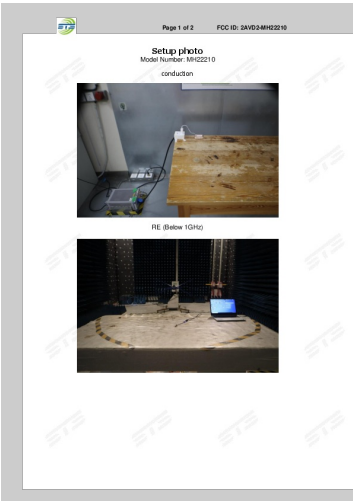 STS
Page 1 of 2 FCC ID: 2AVD2-MH22210
Setup photo
Model Number: MH22210
conduction
RE (Below 1GHz)